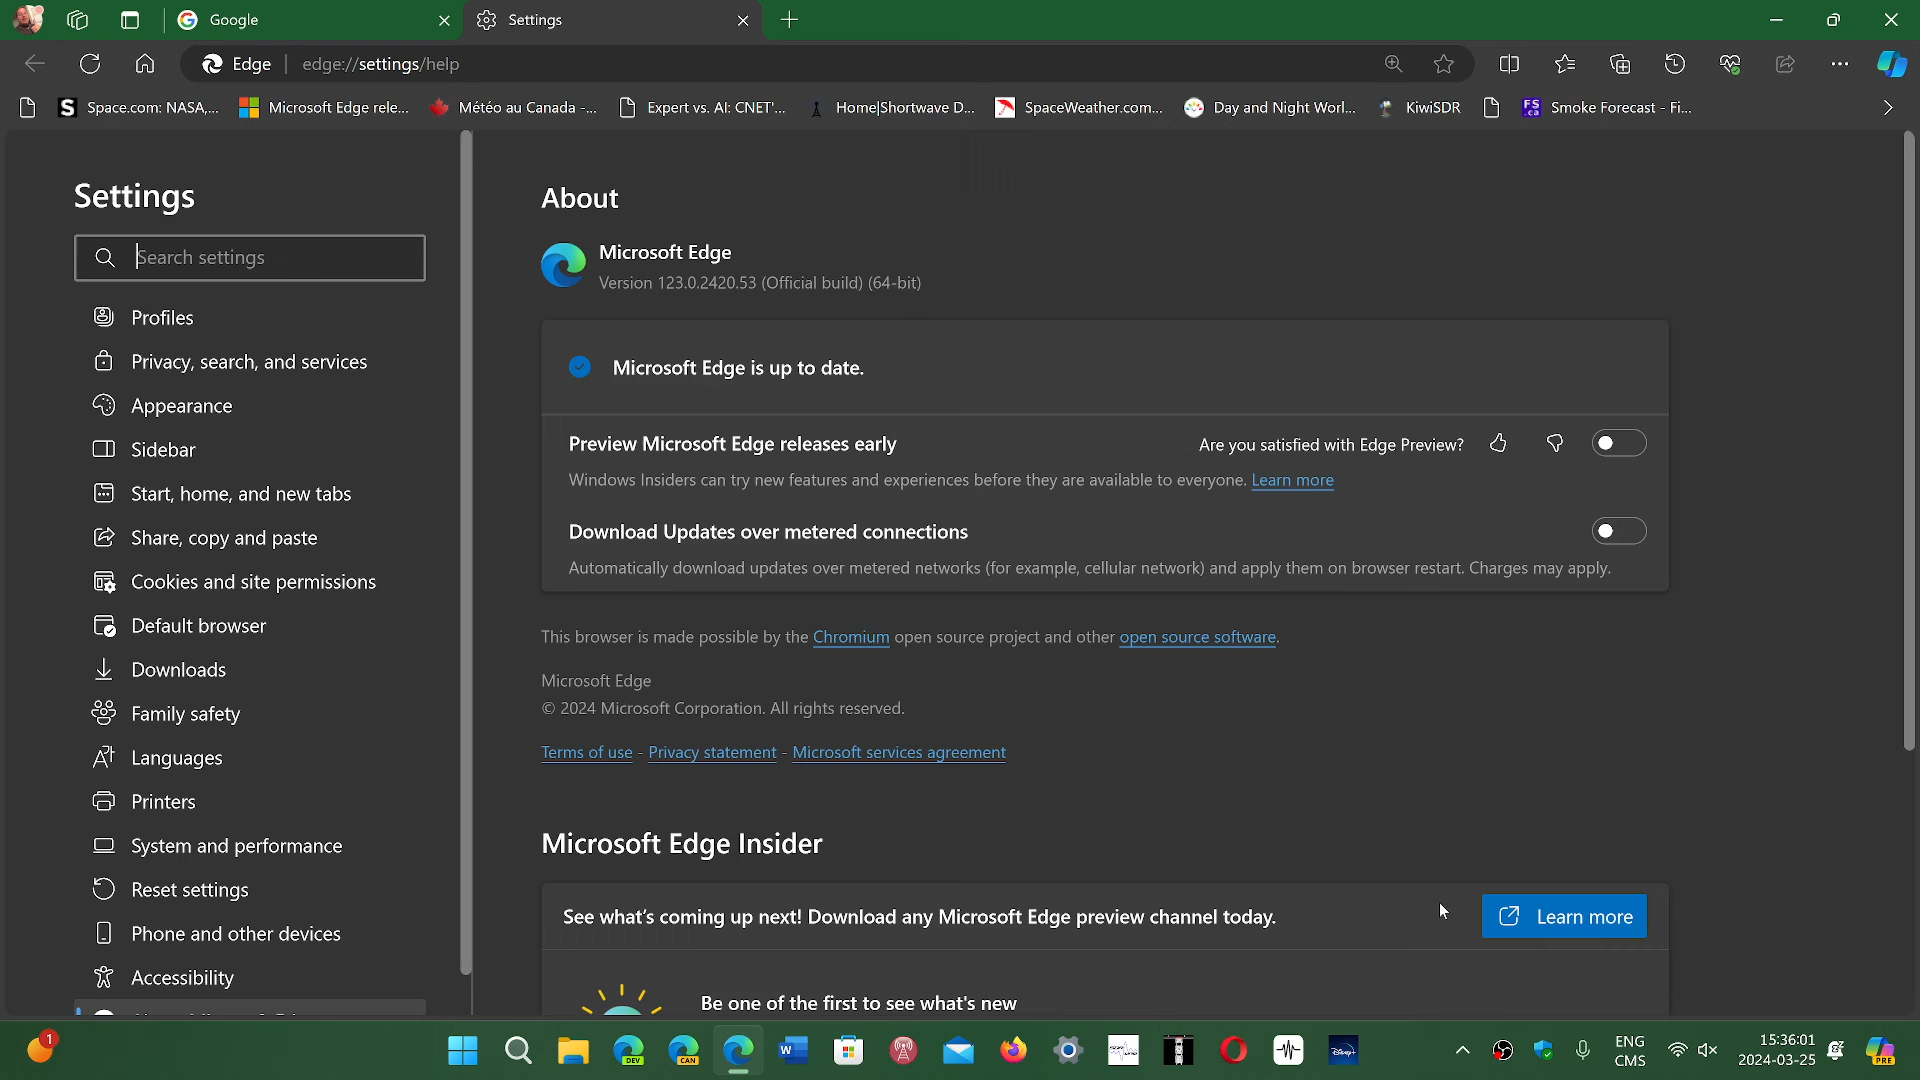 Google
Settings
Edge
edge://settings/help
S
Space.com: NASA,...
Microsoft Edge rele...
Météo au Canada -...
Expert vs. AI: CNET'...
Home|Shortwave D...
SpaceWeather.com...
Day and Night Worl...
KiwiSDR
FS
.ca
Smoke Forecast - Fi...
Settings
Search settings
Profiles
Privacy, search, and services
Appearance
Sidebar
Start, home, and new tabs
Share, copy and paste
Cookies and site permissions
Default browser
Downloads
Family safety
Languages
Printers
System and performance
Reset settings
Phone and other devices
Accessibility
About
Microsoft Edge
Version 123.0.2420.53 (Official build) (64-bit)
Microsoft Edge is up to date.
Preview Microsoft Edge releases early
Are you satisfied with Edge Preview?
Windows Insiders can try new features and experiences before they are available to everyone. Learn more
Download Updates over metered connections
Automatically download updates over metered networks (for example, cellular network) and apply them on browser restart. Charges may apply.
This browser is made possible by the Chromium open source project and other open source software.
Microsoft Edge
© 2024 Microsoft Corporation. All rights reserved.
Terms of use - Privacy statement - Microsoft services agreement
Microsoft Edge Insider
See what's coming up next! Download any Microsoft Edge preview channel today.
Learn more
Be one of the first to see what's new
1
DEV
CAN
W
Disney+
ENG
CMS
15:36:01
2024-03-25
PRE